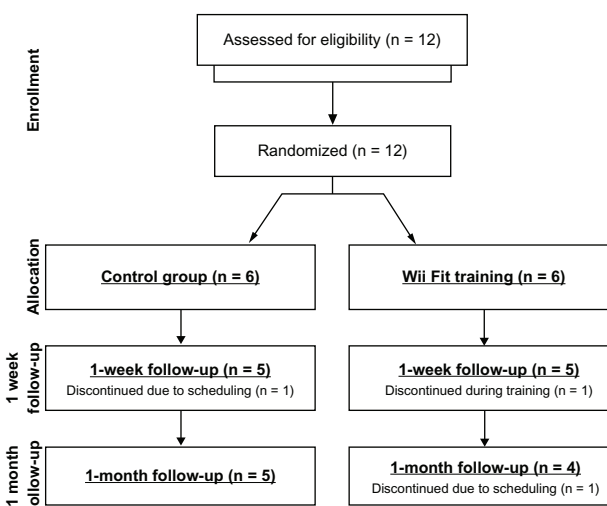 Enrollment
Assessed for eligibility (n = 12)
Randomized (n = 12)
Allocation
Control group (n = 6)
Wii Fit training (n = 6)
1 week
follow-up
1-week follow-up (n = 5)
Discontinued due to scheduling (n = 1)
1-week follow-up (n = 5)
Discontinued during training (n = 1)
1 month
ollow-up
1-month follow-up (n = 5)
1-month follow-up (n = 4)
Discontinued due to scheduling (n = 1)